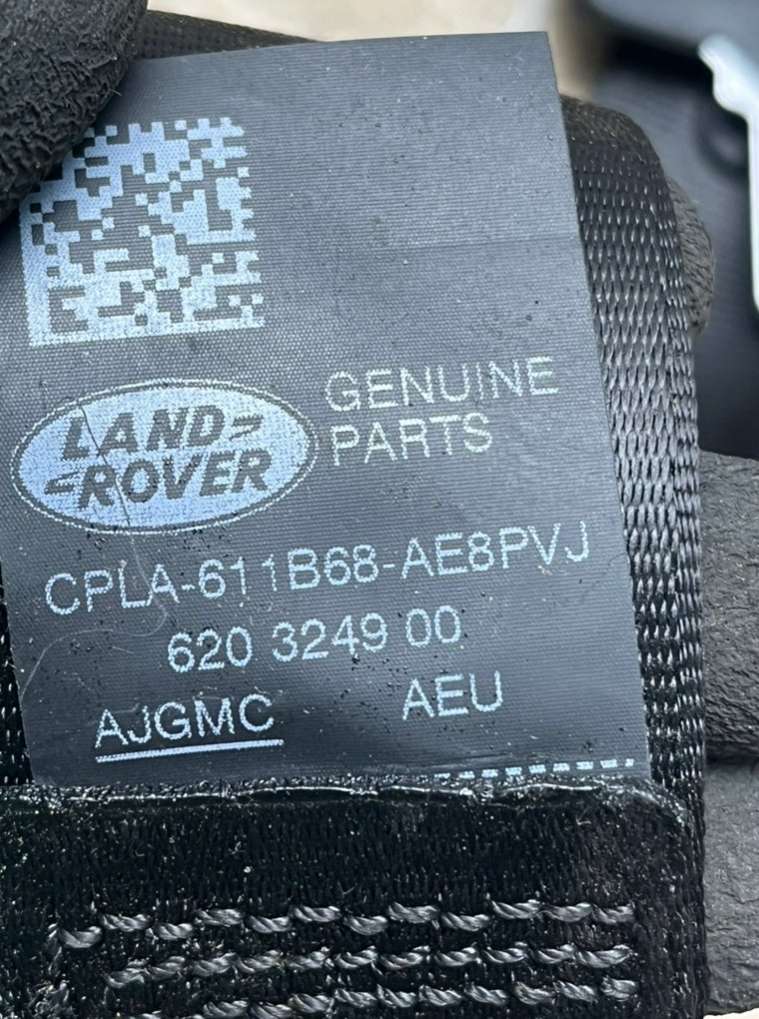 LAND
ROVER
GENUINE
PARTS
CPLA-611B68-AE8PVJ
620 3249 00
AJGMC AEU